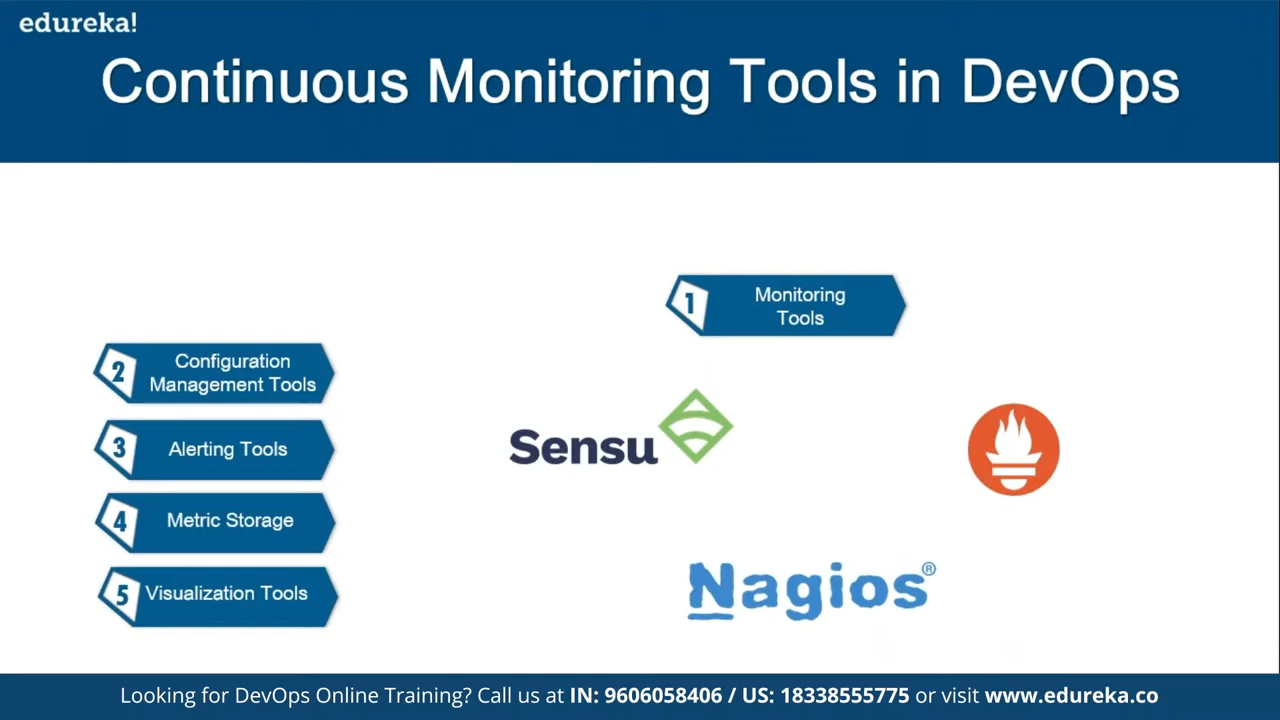 edureka!
Continuous Monitoring Tools in DevOps
1
Monitoring
Tools
2
Configuration
Management Tools
3
Alerting Tools
4
Metric Storage
5
Visualization Tools
Sensu
Nagios®
Looking for DevOps Online Training? Call us at IN: 9606058406 / US: 18338555775 or visit www.edureka.co